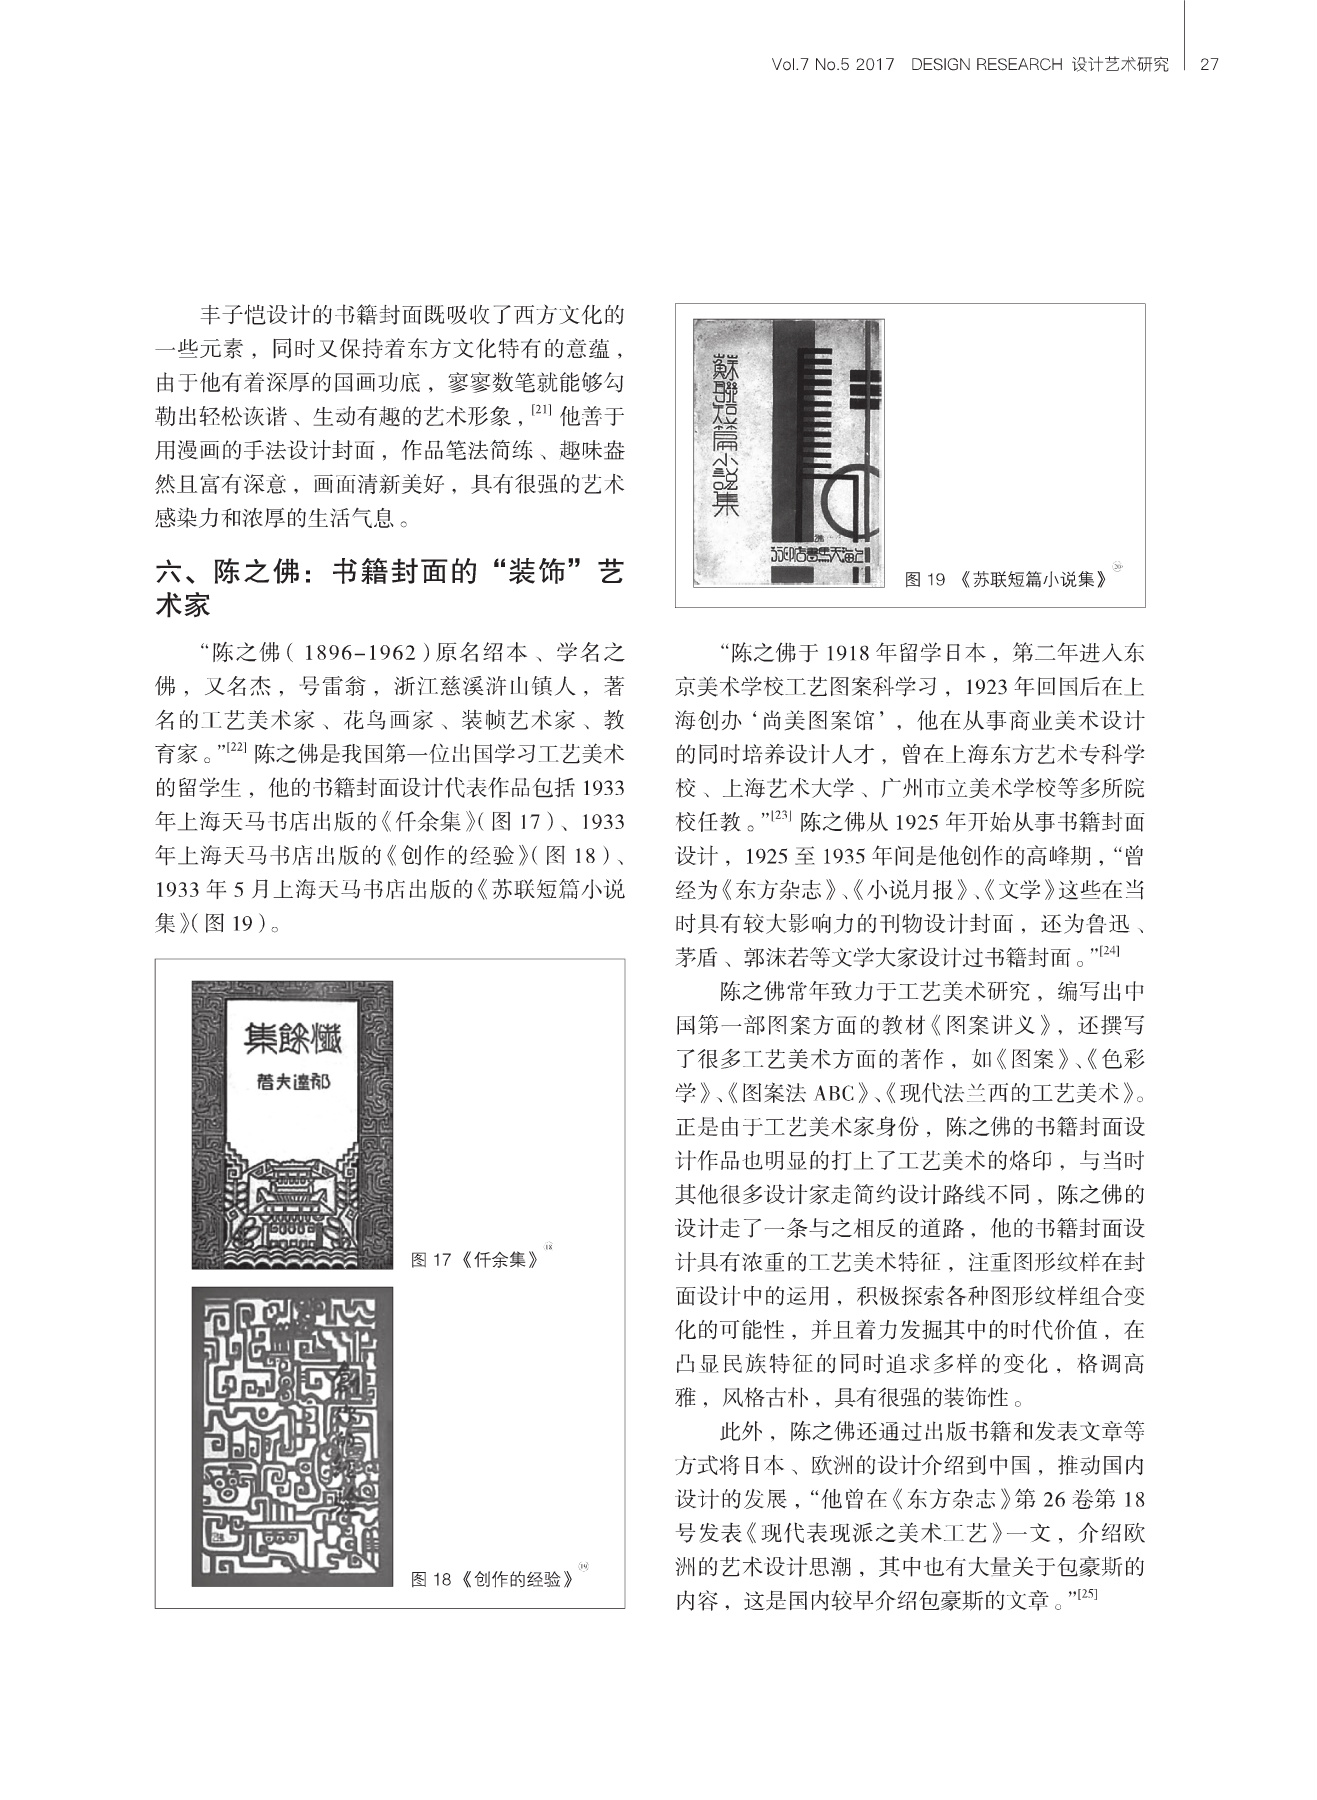 Vol.7 No.5 2017 DESIGN RESEARCH 设计艺术研究 27
丰子恺设计的书籍封面既吸收了西方文化的
一些元素，同时又保持着东方文化特有的意蕴，
由于他有着深厚的国画功底，寥寥数笔就能够勾
勒出轻松诙谐、生动有趣的艺术形象，[21] 他善于
用漫画的手法设计封面，作品笔法简练、趣味盎
然且富有深意，画面清新美好，具有很强的艺术
感染力和浓厚的生活气息。
六、陈之佛：书籍封面的“装饰”艺
术家
“陈之佛（1896–1962）原名绍本、学名之
佛，又名杰，号雷翁，浙江慈溪浒山镇人，著
名的工艺美术家、花鸟画家、装帧艺术家、教
育家。”[22] 陈之佛是我国第一位出国学习工艺美术
的留学生，他的书籍封面设计代表作品包括 1933
年上海天马书店出版的《仟余集》（图 17）、1933
年上海天马书店出版的《创作的经验》（图 18）、
1933 年 5 月上海天马书店出版的《苏联短篇小说
集》（图 19）。
集餘懺
著夫達郁
图 17 《仟余集》⑱
創作的經驗
图 18 《创作的经验》⑲
蘇聯短篇小說集
行印店書馬天海上
图 19 《苏联短篇小说集》⑳
“陈之佛于 1918 年留学日本，第二年进入东
京美术学校工艺图案科学习，1923 年回国后在上
海创办‘尚美图案馆’，他在从事商业美术设计
的同时培养设计人才，曾在上海东方艺术专科学
校、上海艺术大学、广州市立美术学校等多所院
校任教。”[23] 陈之佛从 1925 年开始从事书籍封面
设计，1925 至 1935 年间是他创作的高峰期，“曾
经为《东方杂志》、《小说月报》、《文学》这些在当
时具有较大影响力的刊物设计封面，还为鲁迅、
茅盾、郭沫若等文学大家设计过书籍封面。”[24]
陈之佛常年致力于工艺美术研究，编写出中
国第一部图案方面的教材《图案讲义》，还撰写
了很多工艺美术方面的著作，如《图案》、《色彩
学》、《图案法 ABC》、《现代法兰西的工艺美术》。
正是由于工艺美术家身份，陈之佛的书籍封面设
计作品也明显的打上了工艺美术的烙印，与当时
其他很多设计家走简约设计路线不同，陈之佛的
设计走了一条与之相反的道路，他的书籍封面设
计具有浓重的工艺美术特征，注重图形纹样在封
面设计中的运用，积极探索各种图形纹样组合变
化的可能性，并且着力发掘其中的时代价值，在
凸显民族特征的同时追求多样的变化，格调高
雅，风格古朴，具有很强的装饰性。
此外，陈之佛还通过出版书籍和发表文章等
方式将日本、欧洲的设计介绍到中国，推动国内
设计的发展，“他曾在《东方杂志》第 26 卷第 18
号发表《现代表现派之美术工艺》一文，介绍欧
洲的艺术设计思潮，其中也有大量关于包豪斯的
内容，这是国内较早介绍包豪斯的文章。”[25]